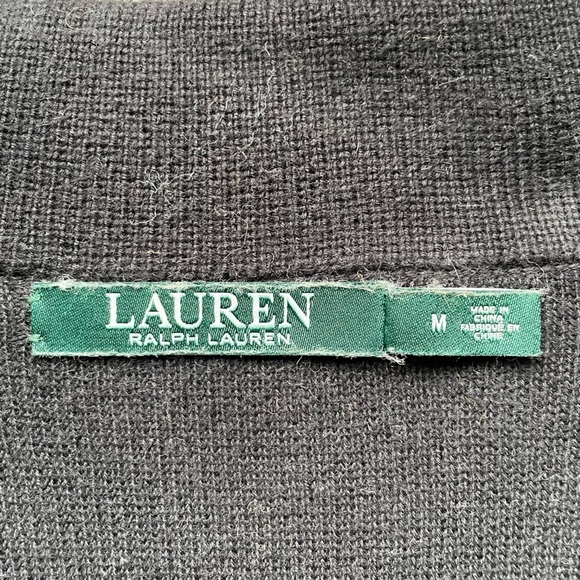 LAUREN
RALPH LAUREN
M
MADE IN
CHINA
FABRIQUÉ EN
CHINE